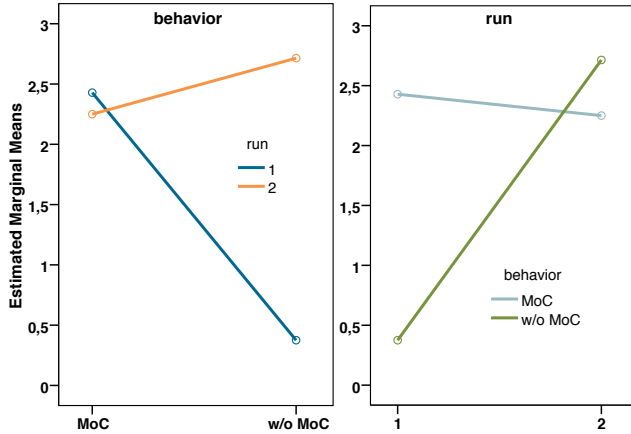 behavior
Estimated Marginal Means
3
2,5
2
1,5
1
0,5
0
run
1
2
MoC
w/o MoC
run
3
2,5
2
1,5
1
0,5
0
behavior
MoC
w/o MoC
1
2